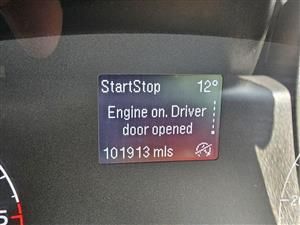 StartStop 12°
Engine on. Driver
door opened
101913 mls